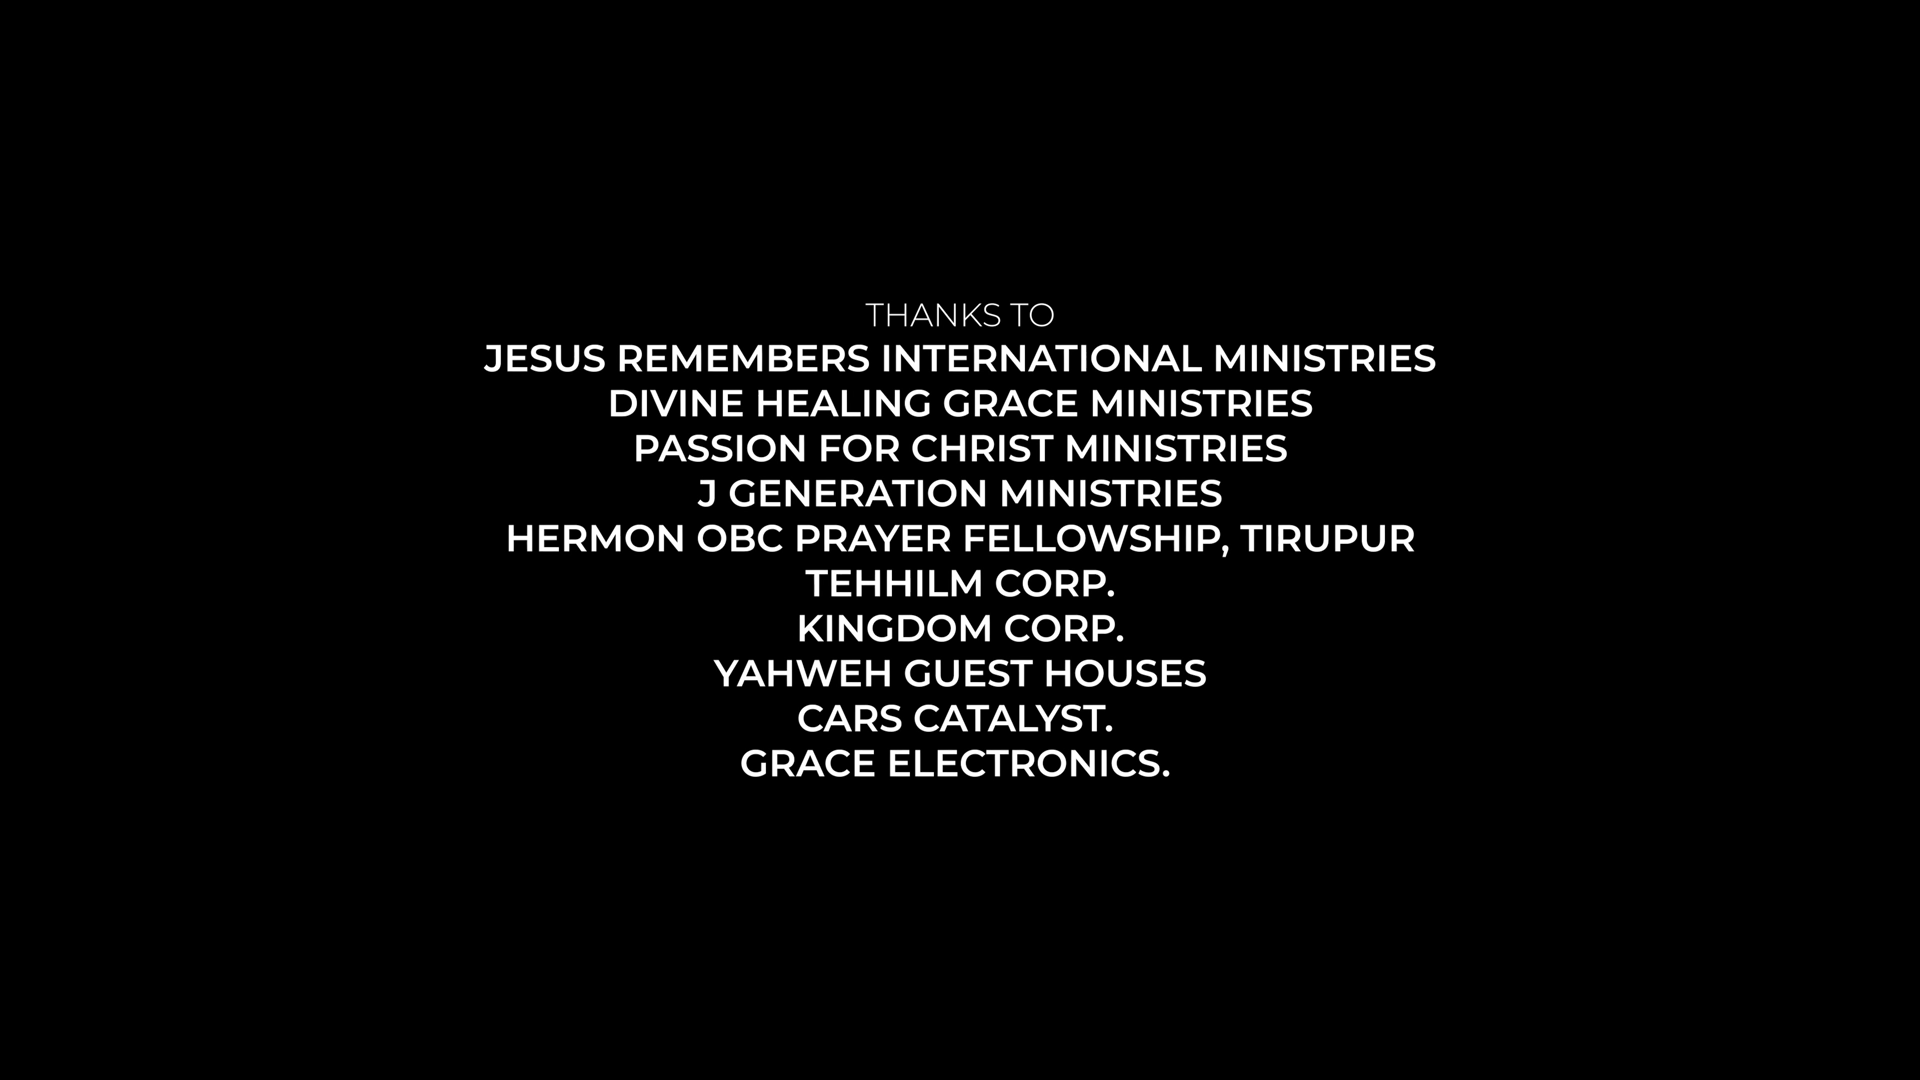 THANKS TO
JESUS REMEMBERS INTERNATIONAL MINISTRIES
DIVINE HEALING GRACE MINISTRIES
PASSION FOR CHRIST MINISTRIES
J GENERATION MINISTRIES
HERMON OBC PRAYER FELLOWSHIP, TIRUPUR
TEHHILM CORP.
KINGDOM CORP.
YAHWEH GUEST HOUSES
CARS CATALYST.
GRACE ELECTRONICS.